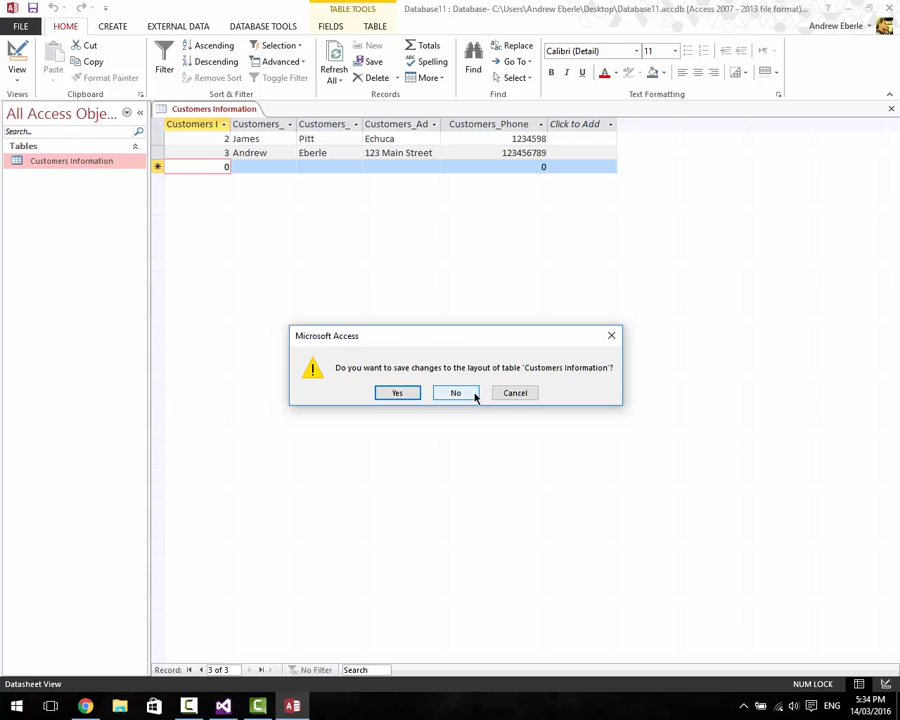 TABLE TOOLS
Database11 : Database- C:\Users\Andrew Eberle\Desktop\Database11.accdb (Access 2007 - 2013 file format)...
FILE HOME CREATE EXTERNAL DATA DATABASE TOOLS FIELDS TABLE Andrew Eberle
View
Views
Paste
Cut
Copy
Format Painter
Clipboard
Filter
Ascending
Descending
Remove Sort
Selection
Advanced
Toggle Filter
Sort & Filter
Refresh
All
New
Save
Delete
Totals
Spelling
More
Records
Find
Replace
Go To
Select
Find
Calibri (Detail) 11
B I U A
Text Formatting
All Access Obje...
Search...
Tables
Customers Information
Customers Information
Customers I Customers_ Customers_ Customers_Ad Customers_Phone Click to Add
2 James Pitt Echuca 1234598
3 Andrew Eberle 123 Main Street 123456789
0 0
Microsoft Access
Do you want to save changes to the layout of table 'Customers Information'?
Yes No Cancel
Record: 3 of 3 No Filter Search
Datasheet View NUM LOCK
ENG
5:34 PM
14/03/2016